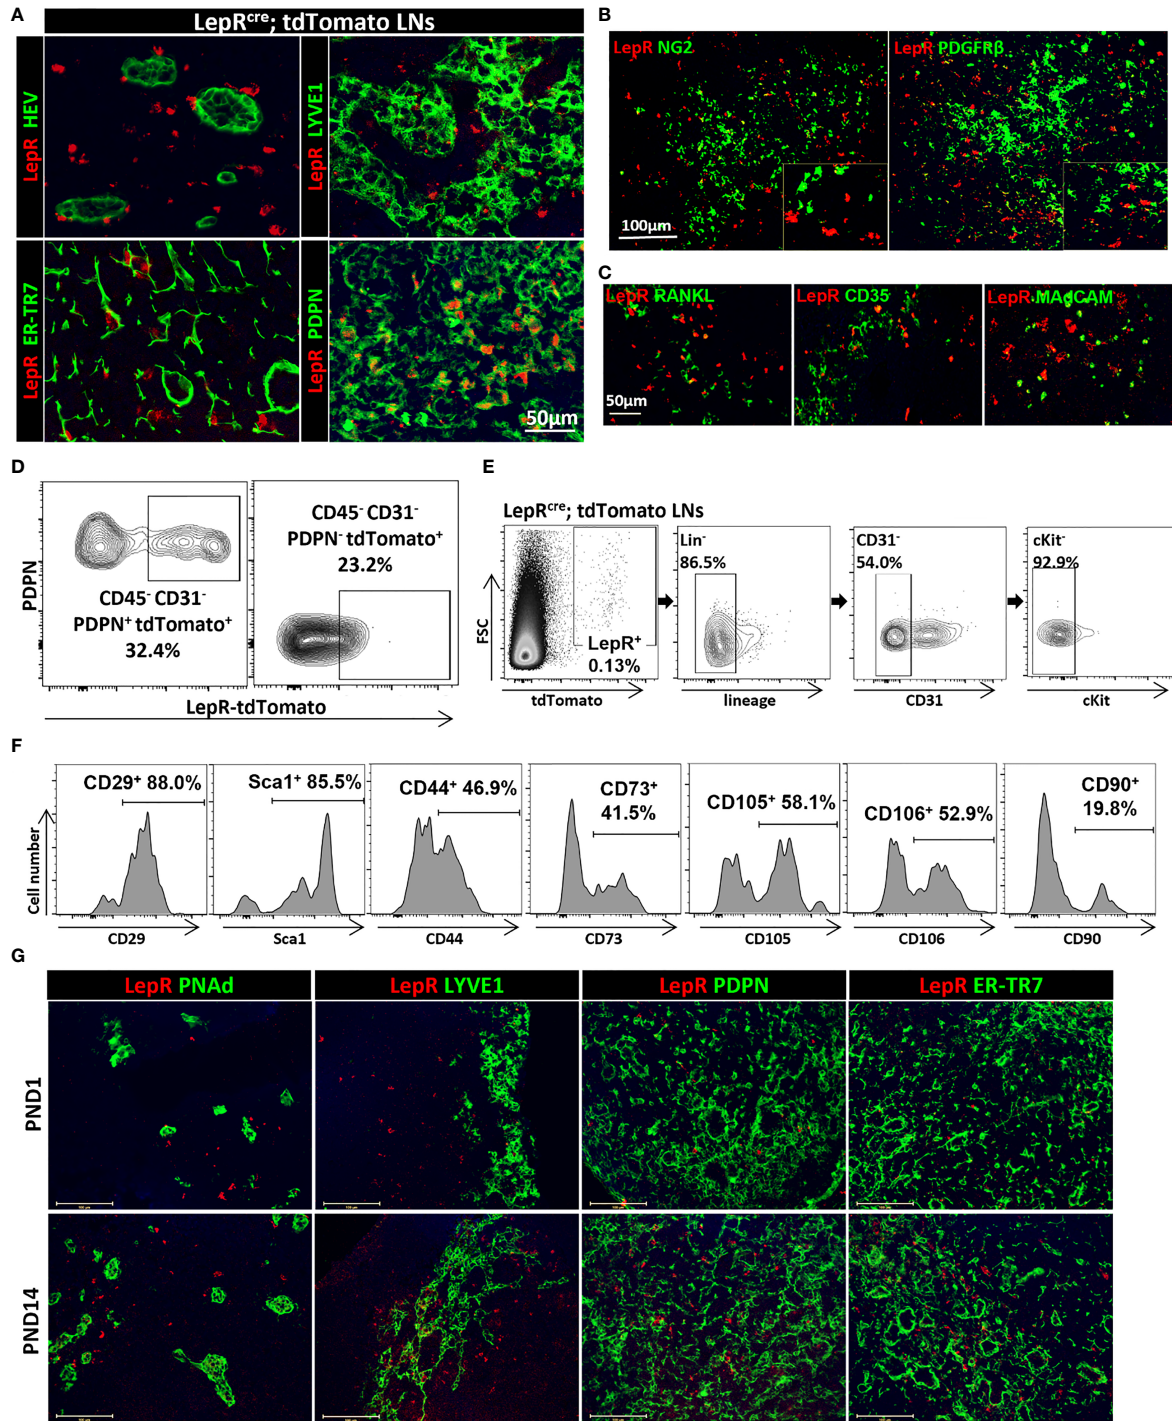 A
LepRcre; tdTomato LNs
LepR HEV
LepR LYVE1
LepR ER-TR7
LepR PDPN
50µm
B
LepR NG2
LepR PDGFRβ
100µm
C
LepR RANKL
LepR CD35
LepR MAdCAM
50µm
D
PDPN
CD45- CD31-
PDPN+ tdTomato+
32.4%
CD45- CD31-
PDPN- tdTomato+
23.2%
LepR-tdTomato
E
LepRcre; tdTomato LNs
FSC
LepR+
0.13%
tdTomato
Lin-
86.5%
lineage
CD31-
54.0%
CD31
cKit-
92.9%
cKit
F
Cell number
CD29+ 88.0%
CD29
Sca1+ 85.5%
Sca1
CD44+ 46.9%
CD44
CD73+
41.5%
CD73
CD105+ 58.1%
CD105
CD106+ 52.9%
CD106
CD90+
19.8%
CD90
G
LepR PNAd
LepR LYVE1
LepR PDPN
LepR ER-TR7
PND1
PND14